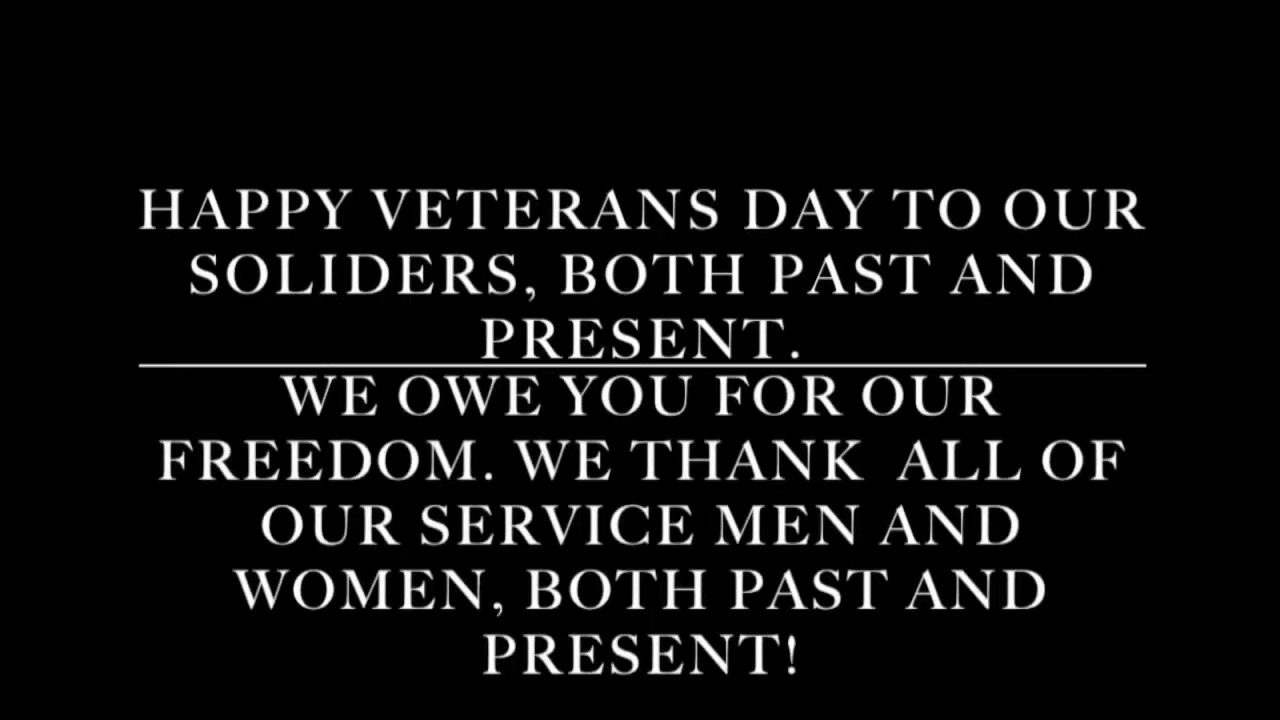 HAPPY VETERANS DAY TO OUR
SOLIDERS, BOTH PAST AND
PRESENT.
WE OWE YOU FOR OUR
FREEDOM. WE THANK  ALL OF
OUR SERVICE MEN AND
WOMEN, BOTH PAST AND
PRESENT!